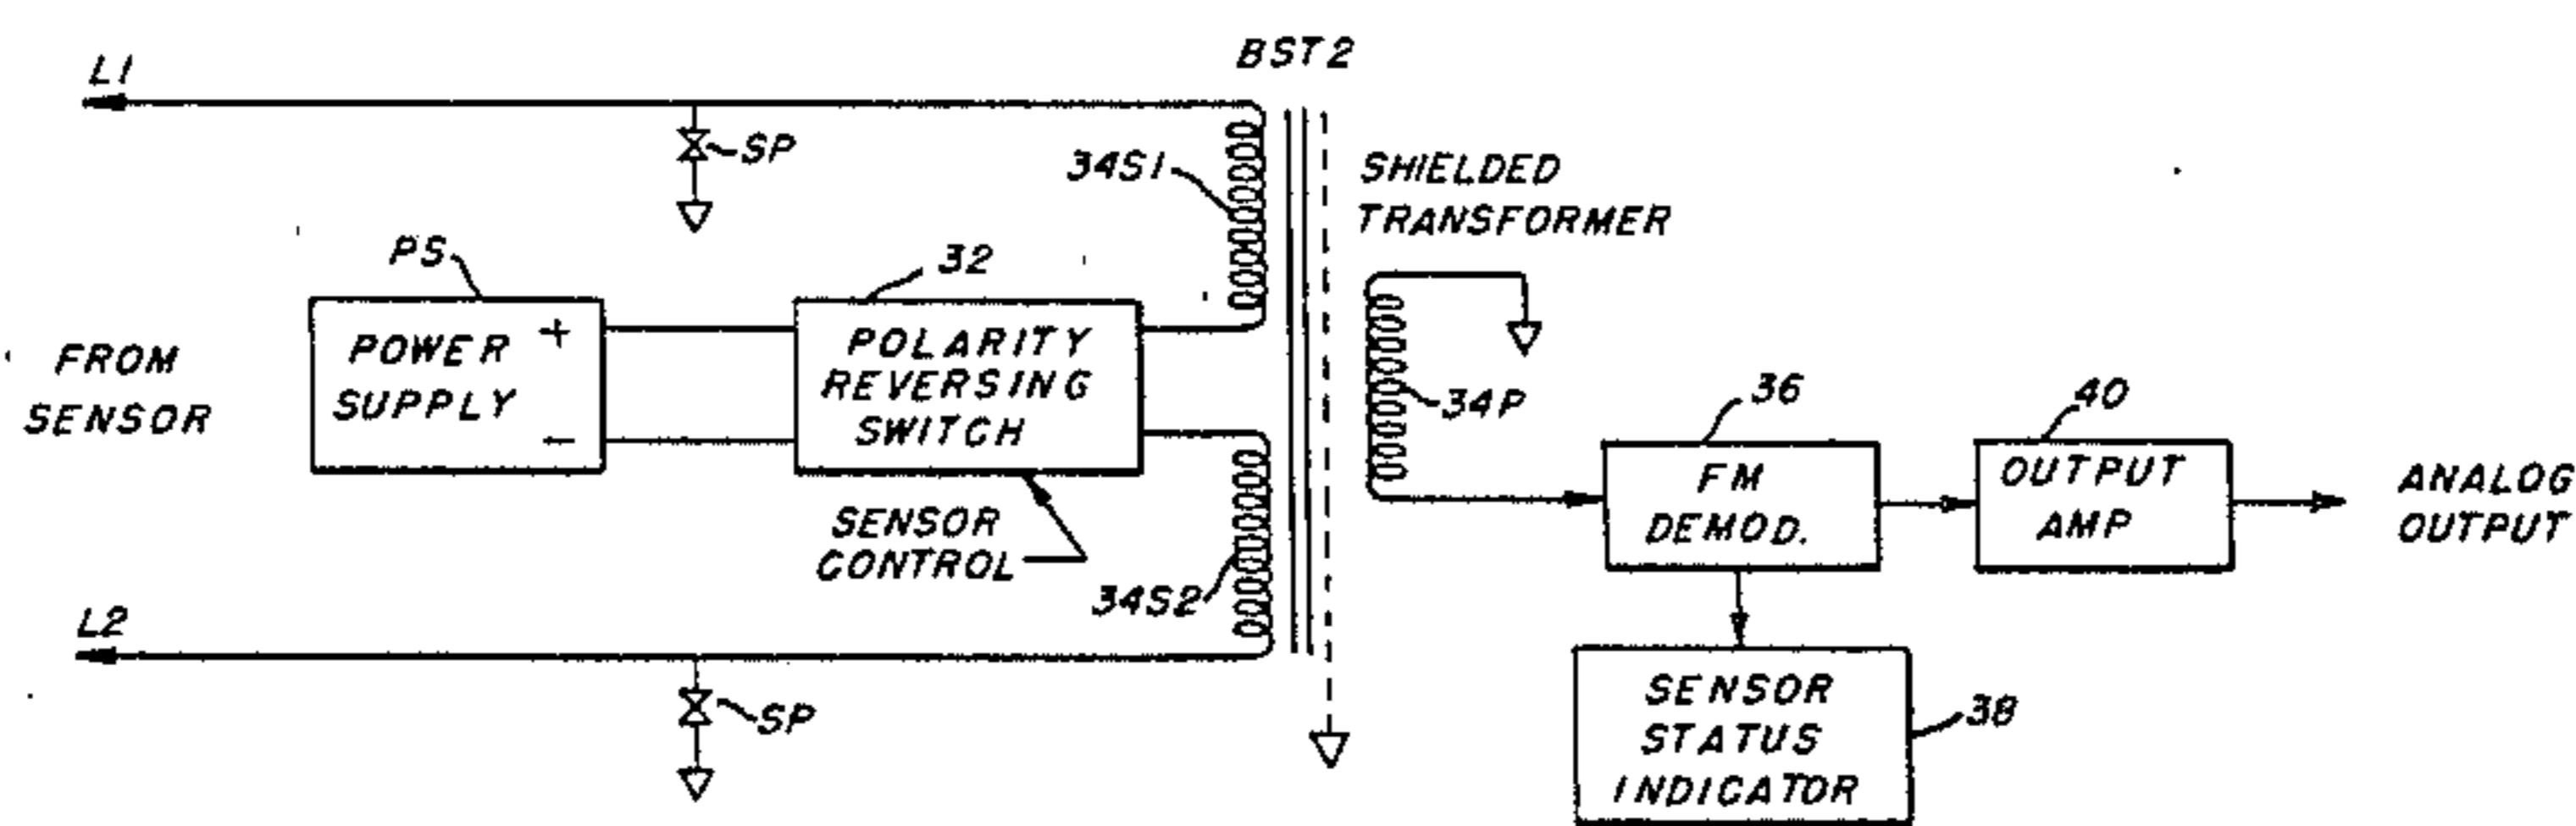 BST2
L1
SP
34S1
SHIELDED
TRANSFORMER
PS
32
FROM
SENSOR
POWER +
SUPPLY −
POLARITY
REVERSING
SWITCH
34P
36
40
SENSOR
CONTROL
FM
DEMOD.
OUTPUT
AMP
ANALOG
OUTPUT
34S2
L2
SP
SENSOR
STATUS
INDICATOR
38